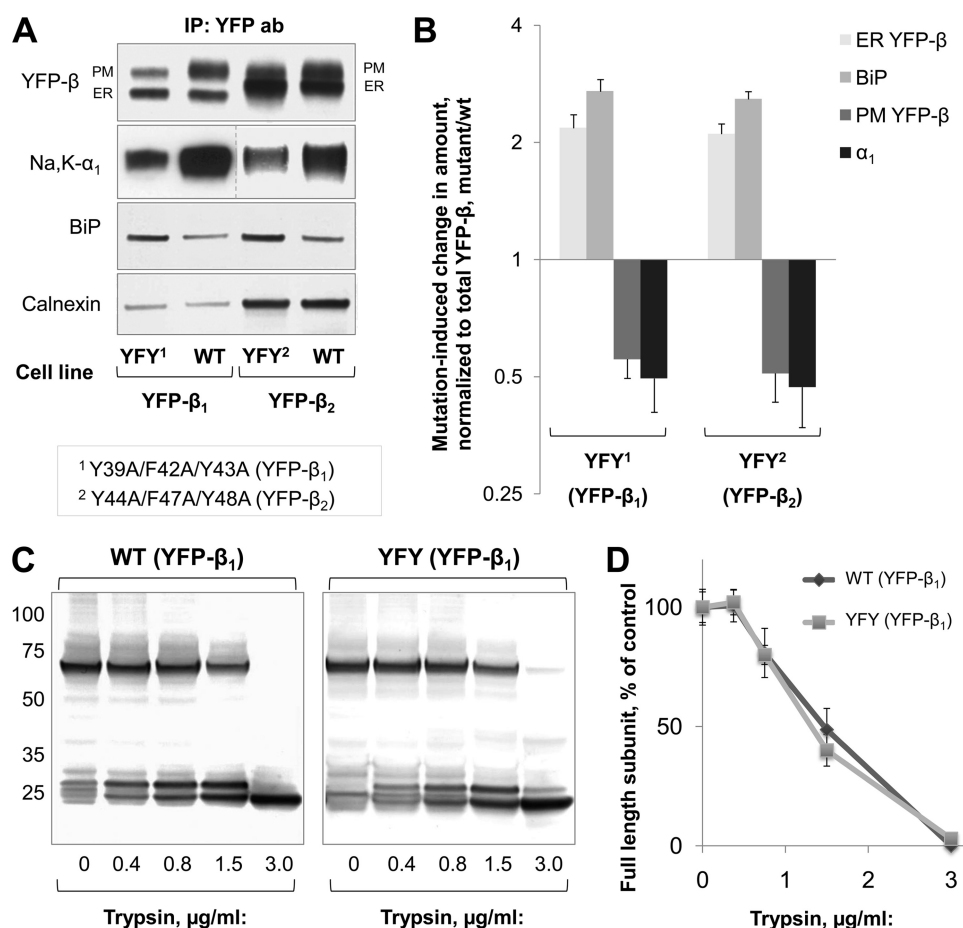 A
IP: YFP ab
YFP-β
PM
ER
PM
ER
Na,K-α₁
BiP
Calnexin
Cell line
YFY¹ WT YFY² WT
YFP-β₁ YFP-β₂
¹ Y39A/F42A/Y43A (YFP-β₁)
² Y44A/F47A/Y48A (YFP-β₂)
B
Mutation-induced change in amount,
normalized to total YFP-β, mutant/wt
4
2
1
0.5
0.25
ER YFP-β
BiP
PM YFP-β
α₁
YFY¹ YFY²
(YFP-β₁) (YFP-β₂)
C
WT (YFP-β₁) YFY (YFP-β₁)
100
75
50
35
25
0 0.4 0.8 1.5 3.0 0 0.4 0.8 1.5 3.0
Trypsin, µg/ml: Trypsin, µg/ml:
D
Full length subunit, % of control
100
50
0
WT (YFP-β₁)
YFY (YFP-β₁)
0 1 2 3
Trypsin, µg/ml: